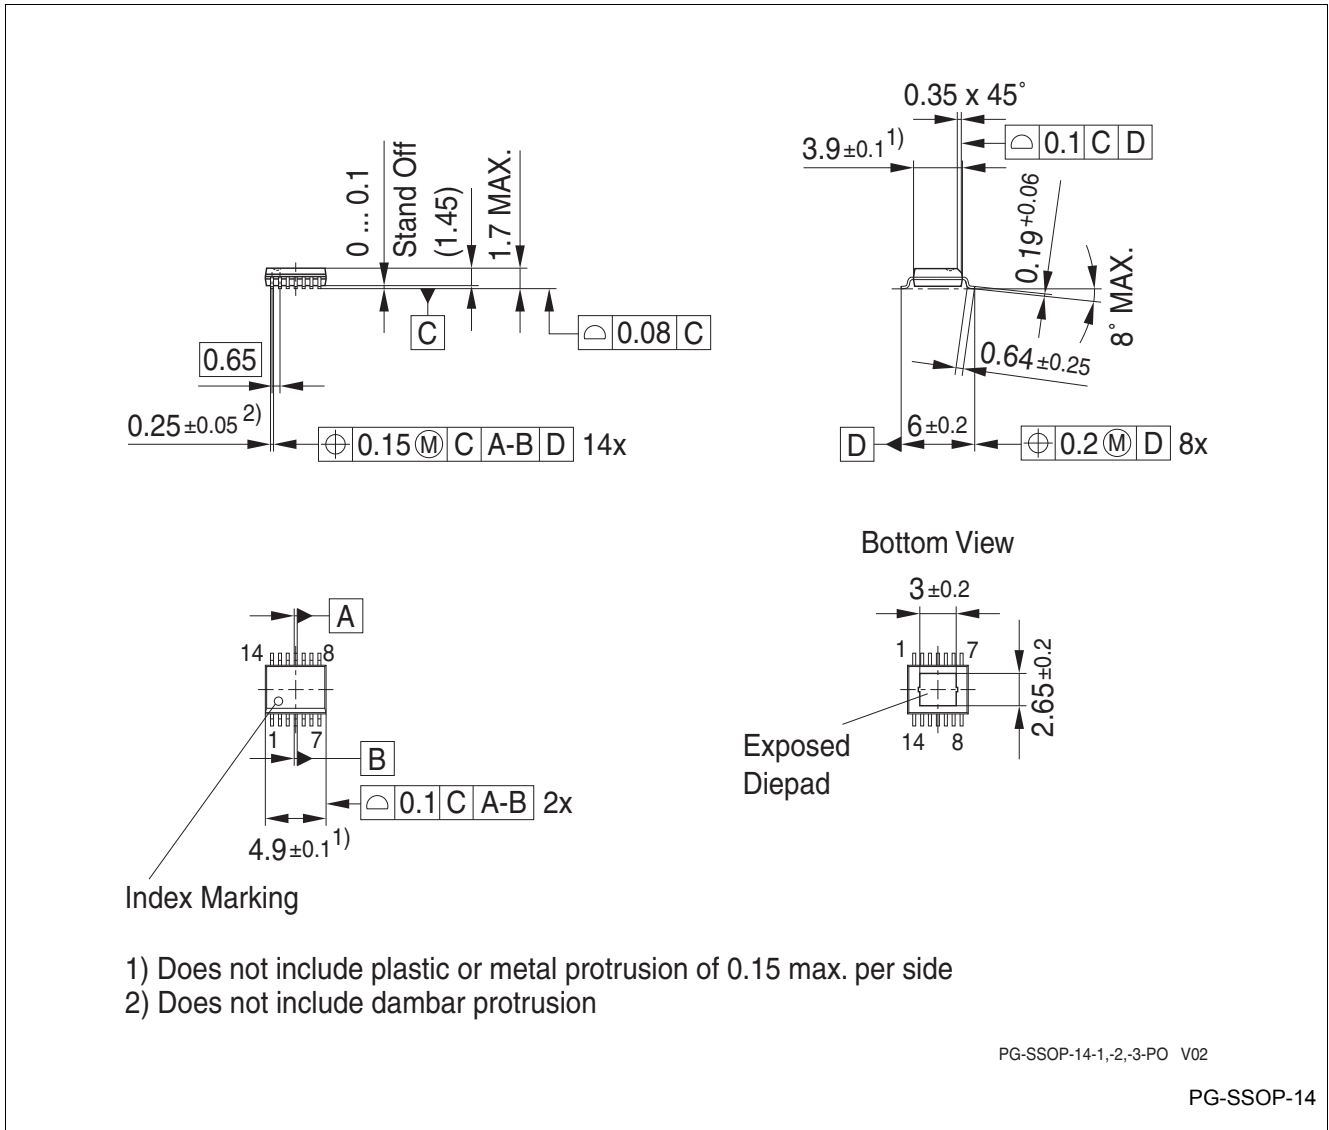 0 ... 0.1
Stand Off
(1.45)
1.7 MAX.
C
0.08 C
0.65
0.25 ±0.05 2)
0.15 Ⓜ C A-B D 14x
0.35 x 45°
3.9 ±0.1 1)
0.1 C D
0.19 +0.06
8° MAX.
0.64 ±0.25
6 ±0.2
D
0.2 Ⓜ D 8x
A
14 8
1 7
B
0.1 C A-B 2x
4.9 ±0.1 1)
Index Marking
Bottom View
3 ±0.2
1 7
2.65 ±0.2
14 8
Exposed
Diepad
1) Does not include plastic or metal protrusion of 0.15 max. per side
2) Does not include dambar protrusion
PG-SSOP-14-1,-2,-3-PO V02
PG-SSOP-14